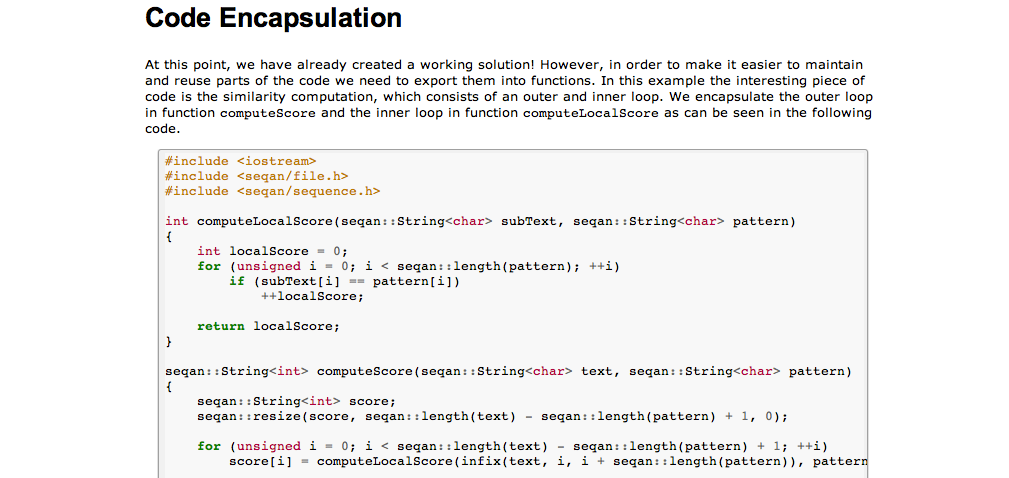 Code Encapsulation
At this point, we have already created a working solution! However, in order to make it easier to maintain
and reuse parts of the code we need to export them into functions. In this example the interesting piece of
code is the similarity computation, which consists of an outer and inner loop. We encapsulate the outer loop
in function computeScore and the inner loop in function computeLocalScore as can be seen in the following
code.
#include <iostream>
#include <seqan/file.h>
#include <seqan/sequence.h>
int computeLocalScore(seqan::String<char> subText, seqan::String<char> pattern)
{
    int localScore = 0;
    for (unsigned i = 0; i < seqan::length(pattern); ++i)
        if (subText[i] == pattern[i])
            ++localScore;
    return localScore;
}
seqan::String<int> computeScore(seqan::String<char> text, seqan::String<char> pattern)
{
    seqan::String<int> score;
    seqan::resize(score, seqan::length(text) - seqan::length(pattern) + 1, 0);
    for (unsigned i = 0; i < seqan::length(text) - seqan::length(pattern) + 1; ++i)
        score[i] = computeLocalScore(infix(text, i, i + seqan::length(pattern)), pattern